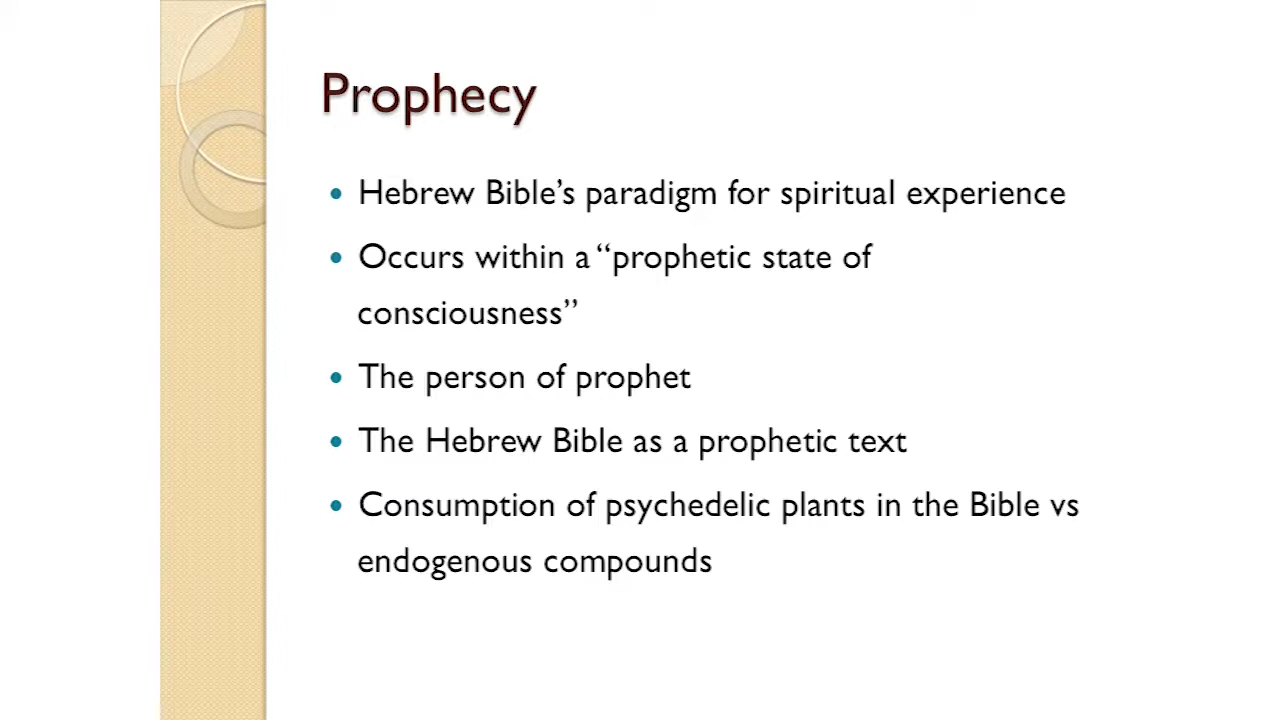 Prophecy
• Hebrew Bible’s paradigm for spiritual experience
• Occurs within a “prophetic state of
consciousness”
• The person of prophet
• The Hebrew Bible as a prophetic text
• Consumption of psychedelic plants in the Bible vs
endogenous compounds